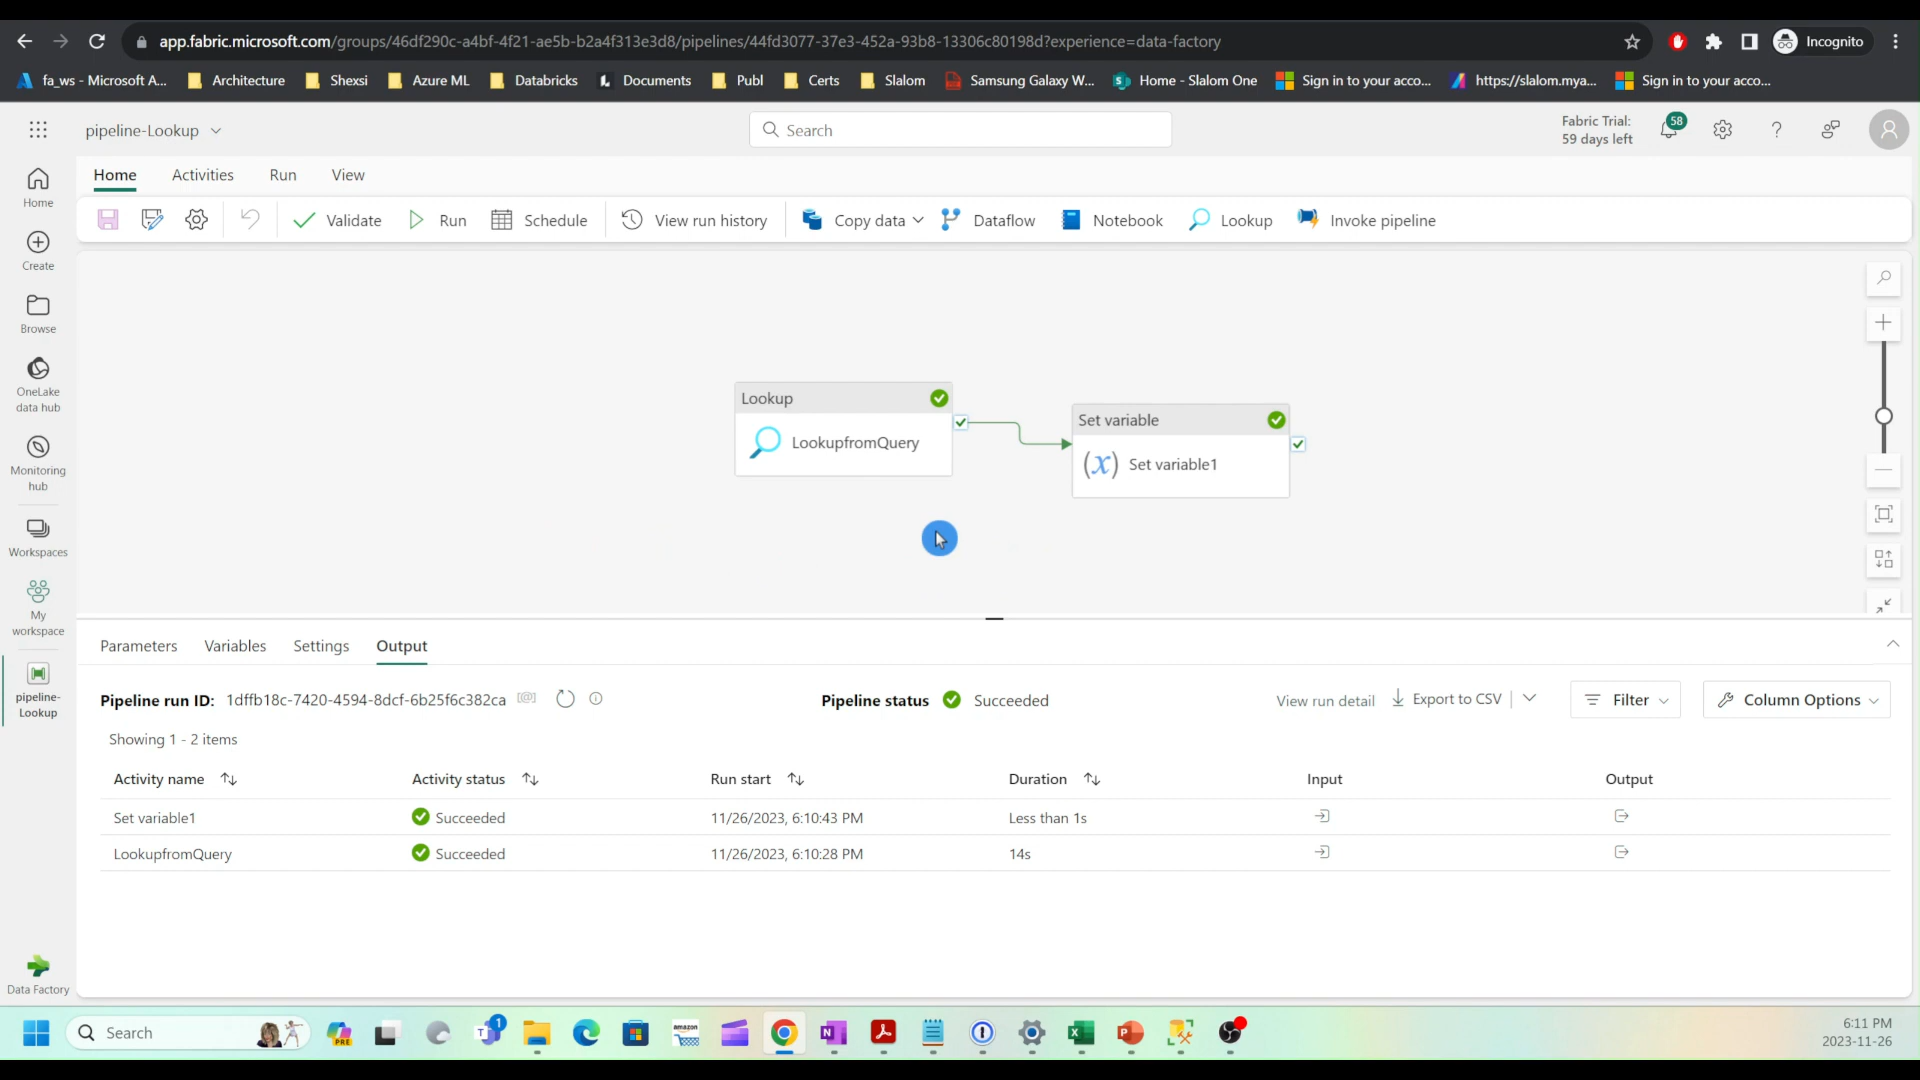 app.fabric.microsoft.com/groups/46df290c-a4bf-4f21-ae5b-b2a4f313e3d8/pipelines/44fd3077-37e3-452a-93b8-13306c80198d?experience=data-factory
Incognito
fa_ws - Microsoft A...
Architecture
Shexsi
Azure ML
Databricks
Documents
Publ
Certs
Slalom
Samsung Galaxy W...
Home - Slalom One
Sign in to your acco...
https://slalom.mya...
Sign in to your acco...
pipeline-Lookup
Search
Fabric Trial:
59 days left
58
Home
Activities
Run
View
Validate
Run
Schedule
View run history
Copy data
Dataflow
Notebook
Lookup
Invoke pipeline
Home
Create
Browse
OneLake
data hub
Monitoring
hub
Workspaces
My
workspace
pipeline-
Lookup
Data Factory
Lookup
LookupfromQuery
Set variable
(x) Set variable1
Parameters
Variables
Settings
Output
Pipeline run ID: 1dffb18c-7420-4594-8dcf-6b25f6c382ca
Pipeline status Succeeded
View run detail
Export to CSV
Filter
Column Options
Showing 1 - 2 items
Activity name
Activity status
Run start
Duration
Input
Output
Set variable1
Succeeded
11/26/2023, 6:10:43 PM
Less than 1s
LookupfromQuery
Succeeded
11/26/2023, 6:10:28 PM
14s
Search
PRE
1
amazon
6:11 PM
2023-11-26